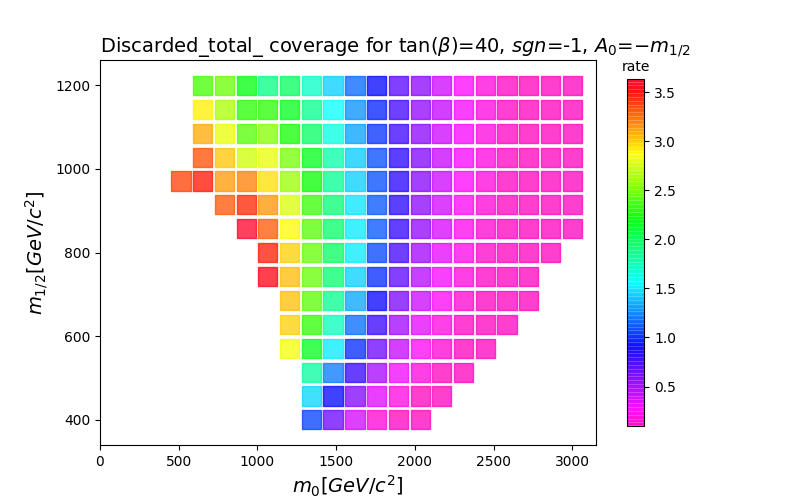 Discarded_total_ coverage for tan(β)=40, sgn=-1, A₀=−m₁/₂
rate
1200
1000
800
600
400
m₁/₂[GeV/c²]
3.5
3.0
2.5
2.0
1.5
1.0
0.5
0 500 1000 1500 2000 2500 3000
m₀[GeV/c²]